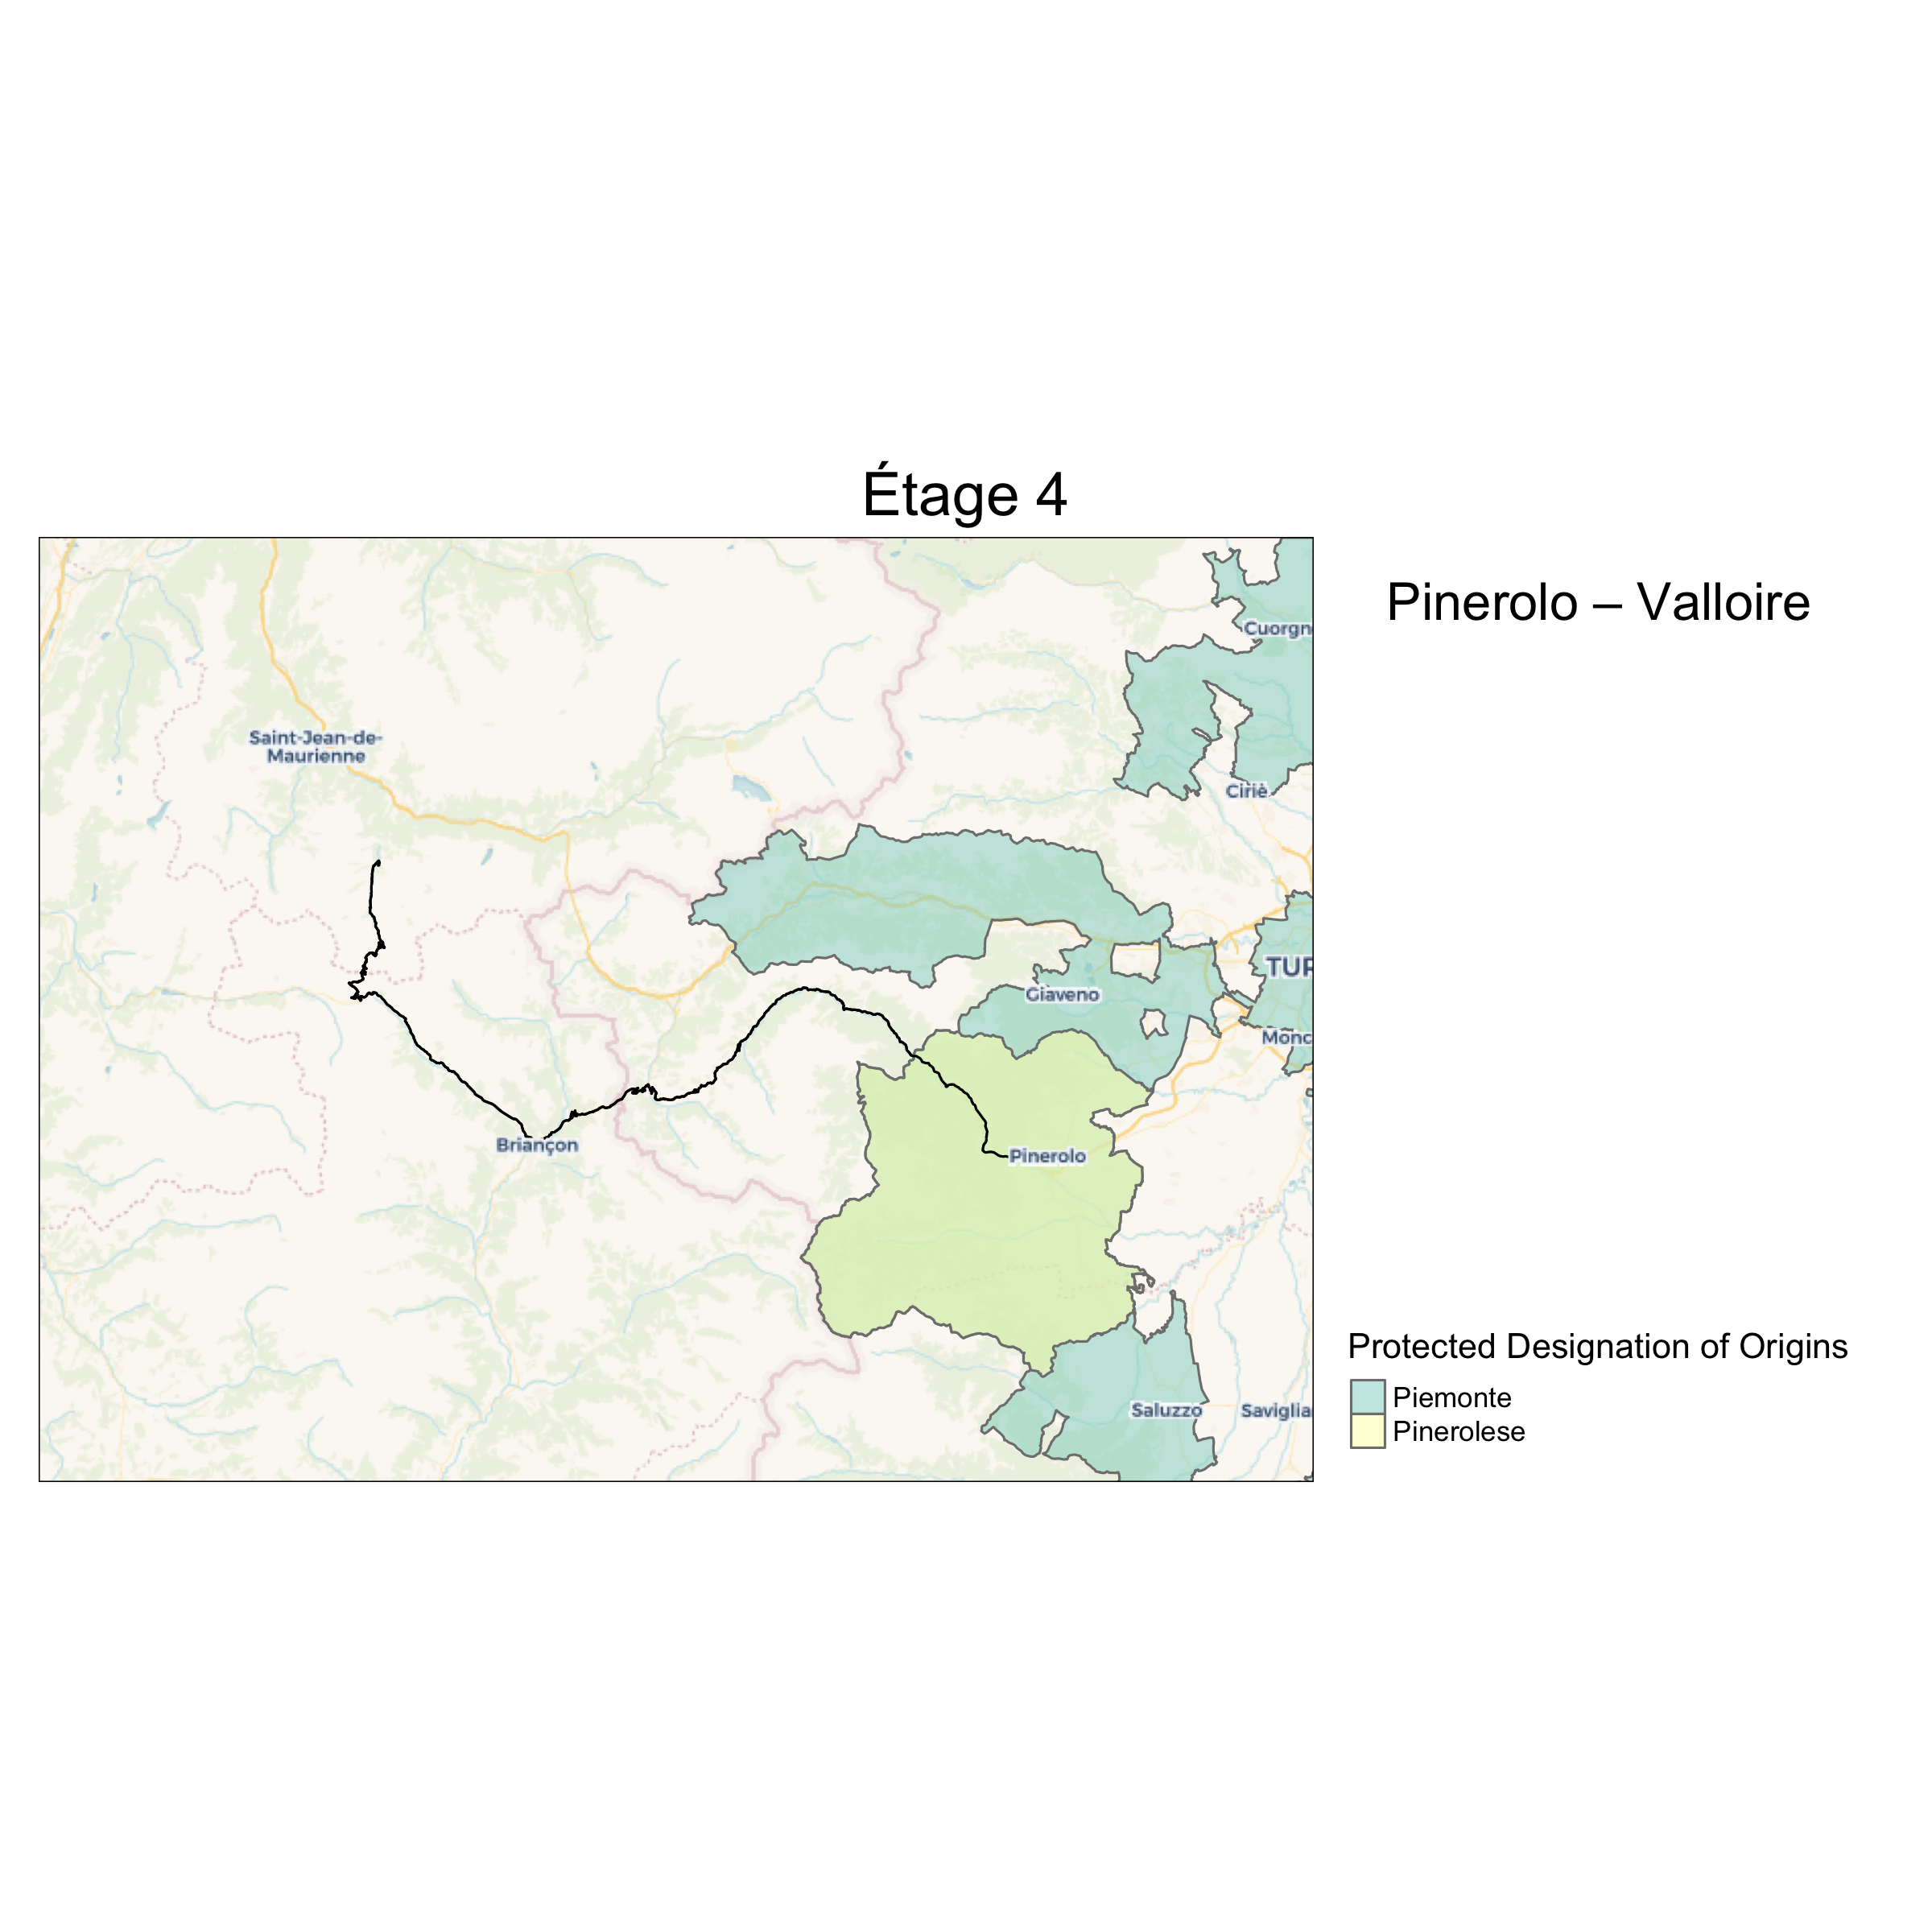 Étage 4
Pinerolo – Valloire
Cuorgn
Saint-Jean-de-
Maurienne
Ciriè
TUR
Giaveno
Monc
Briançon
Pinerolo
Saluzzo
Saviglia
Protected Designation of Origins
Piemonte
Pinerolese